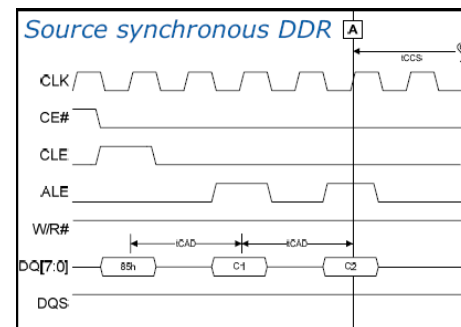 Source synchronous DDR A
tCCS
CLK
CE#
CLE
ALE
W/R#
tCAD tCAD
DQ[7:0] 85h C1 C2
DQS